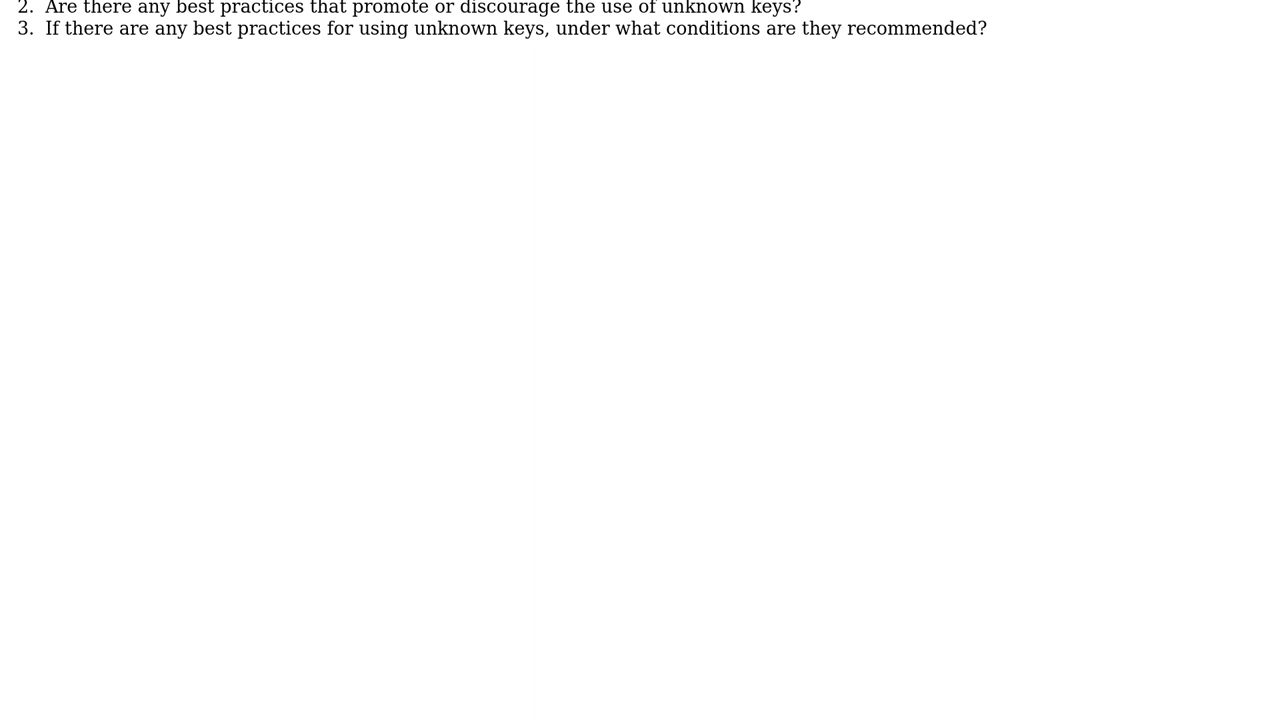 2. Are there any best practices that promote or discourage the use of unknown keys?
3. If there are any best practices for using unknown keys, under what conditions are they recommended?